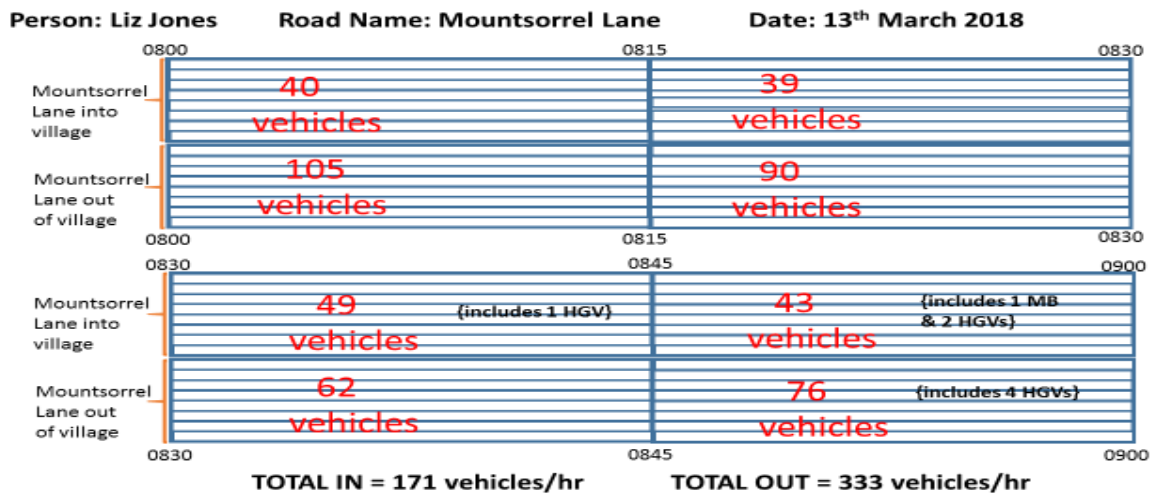 Person: Liz Jones Road Name: Mountsorrel Lane Date: 13th March 2018
0800 0815 0830
Mountsorrel
Lane into
village
40
vehicles
39
vehicles
Mountsorrel
Lane out
of village
105
vehicles
90
vehicles
0800 0815 0830
0830 0845 0900
Mountsorrel
Lane into
village
49
vehicles
{includes 1 HGV}
43
vehicles
{includes 1 MB
& 2 HGVs}
Mountsorrel
Lane out
of village
62
vehicles
76
vehicles
{includes 4 HGVs}
0830 0845 0900
TOTAL IN = 171 vehicles/hr TOTAL OUT = 333 vehicles/hr